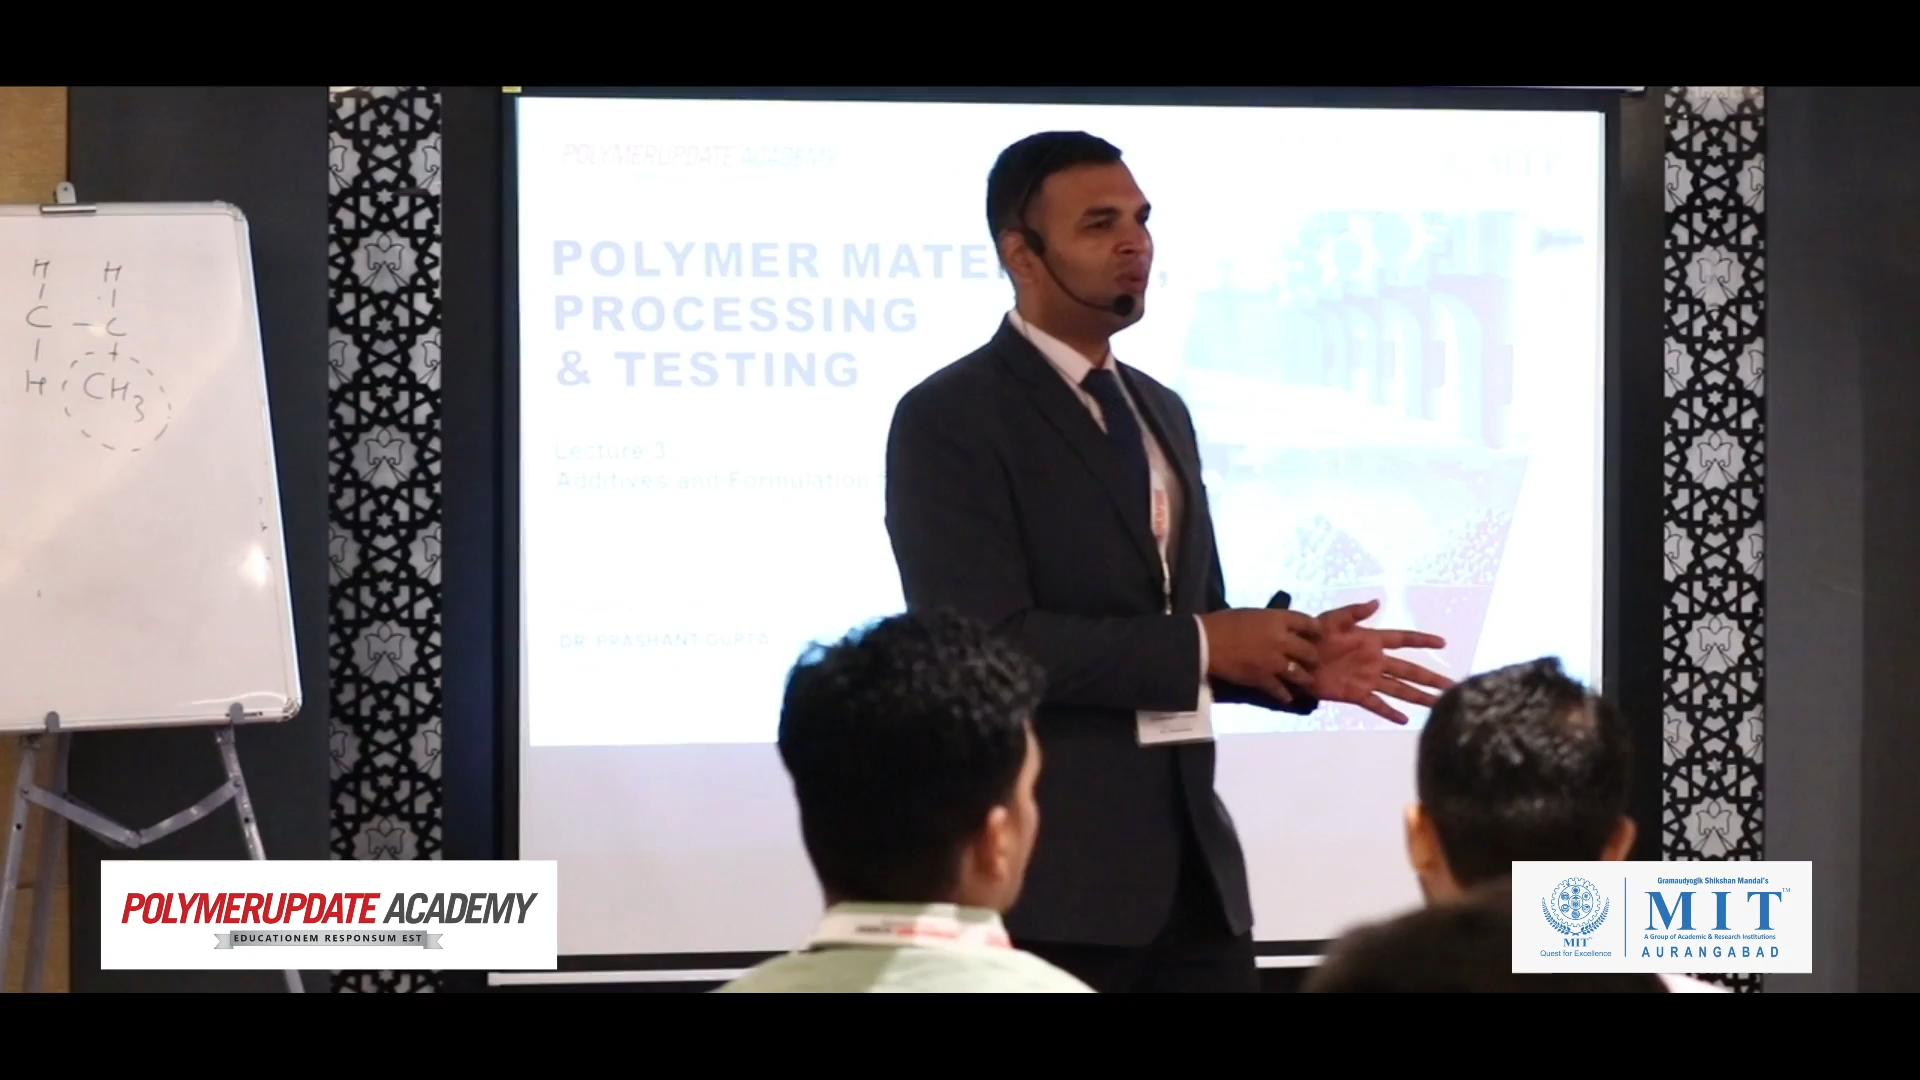 POLYMERUPDATE ACADEMY
POLYMER MATE
PROCESSING
& TESTING
Lecture 3
Additives and Formulation
DR. PRASHANT GUPTA
H H
C - C
H CH3
POLYMERUPDATE ACADEMY
EDUCATIONEM RESPONSUM EST
Gramaudyogik Shikshan Mandal's
MIT™
A Group of Academic & Research Institutions
AURANGABAD
MIT
Quest for Excellence